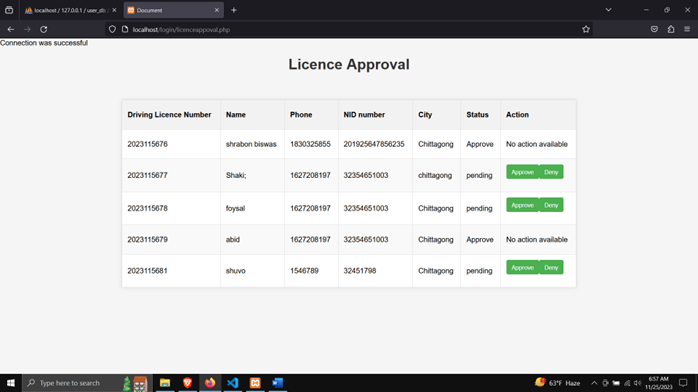 localhost / 127.0.0.1 / user_stl
Document
localhost/login/licenceappoval.php
Connection was successful
Licence Approval
Driving Licence Number Name Phone NID number City Status Action
2023115676 shrabon biswas 1830325855 201925647856235 Chittagong Approve No action available
2023115677 Shaki; 1627208197 32354651003 chittagong pending Approve Deny
2023115678 foysal 1627208197 32354651003 Chittagong pending Approve Deny
2023115679 abid 1627208197 32354651003 Chittagong Approve No action available
2023115681 shuvo 1546789 32451798 Chittagong pending Approve Deny
Type here to search
63°F Haze
6:57 AM
11/25/2023